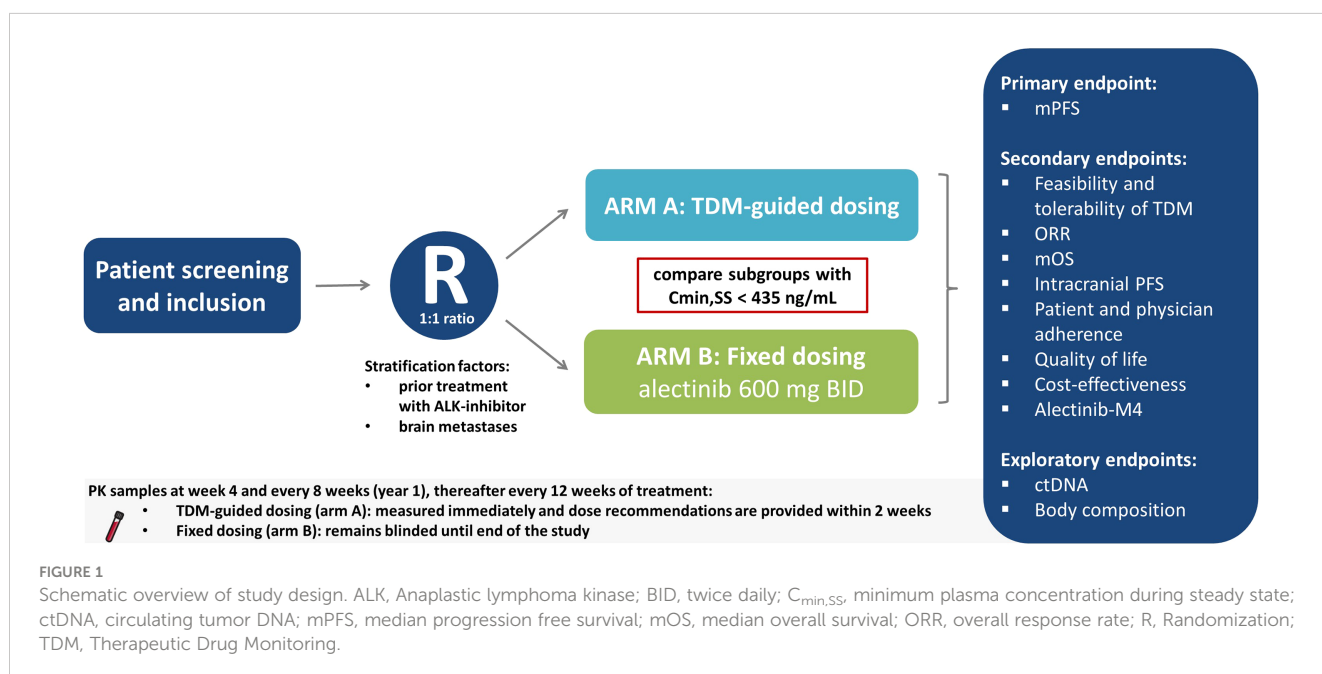 Patient screening
and inclusion
R
1:1 ratio
Stratification factors:
• prior treatment
with ALK-inhibitor
• brain metastases
ARM A: TDM-guided dosing
compare subgroups with
Cmin,SS < 435 ng/mL
ARM B: Fixed dosing
alectinib 600 mg BID
Primary endpoint:
▪ mPFS
Secondary endpoints:
▪ Feasibility and
tolerability of TDM
▪ ORR
▪ mOS
▪ Intracranial PFS
▪ Patient and physician
adherence
▪ Quality of life
▪ Cost-effectiveness
▪ Alectinib-M4
Exploratory endpoints:
▪ ctDNA
▪ Body composition
PK samples at week 4 and every 8 weeks (year 1), thereafter every 12 weeks of treatment:
• TDM-guided dosing (arm A): measured immediately and dose recommendations are provided within 2 weeks
• Fixed dosing (arm B): remains blinded until end of the study
FIGURE 1
Schematic overview of study design. ALK, Anaplastic lymphoma kinase; BID, twice daily; Cmin,SS, minimum plasma concentration during steady state;
ctDNA, circulating tumor DNA; mPFS, median progression free survival; mOS, median overall survival; ORR, overall response rate; R, Randomization;
TDM, Therapeutic Drug Monitoring.